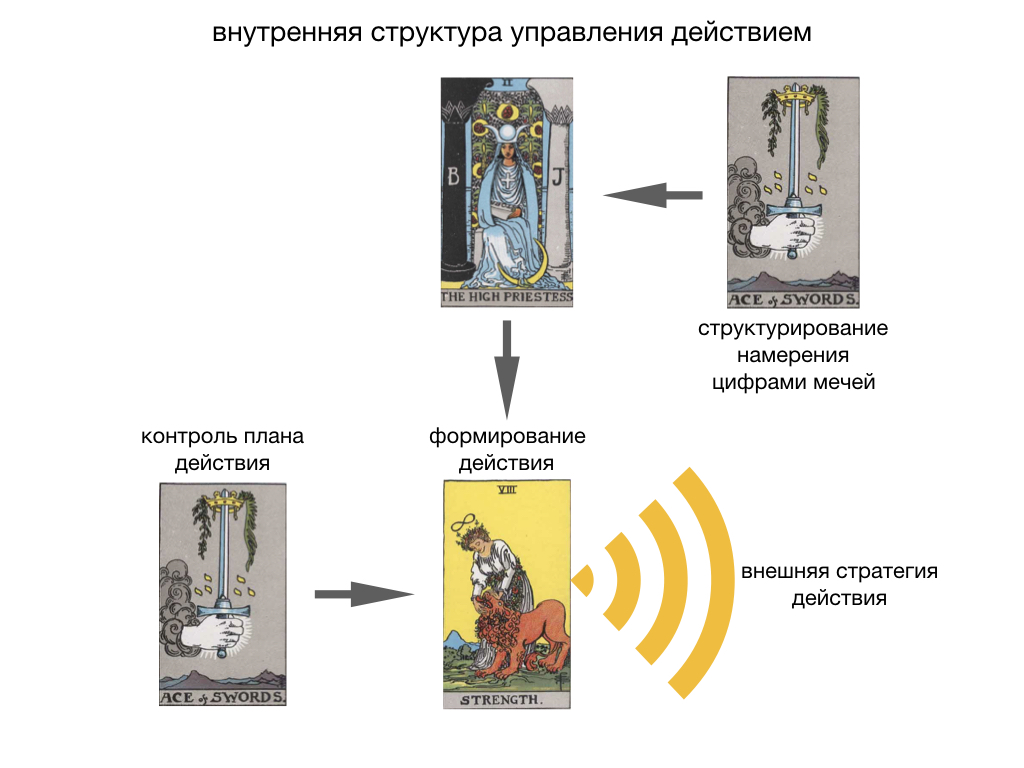 внутренняя структура управления действием
II
B
J
THE HIGH PRIESTESS
ACE of SWORDS.
структурирование
намерения
цифрами мечей
контроль плана
действия
формирование
действия
ACE of SWORDS.
VIII
STRENGTH.
внешняя стратегия
действия